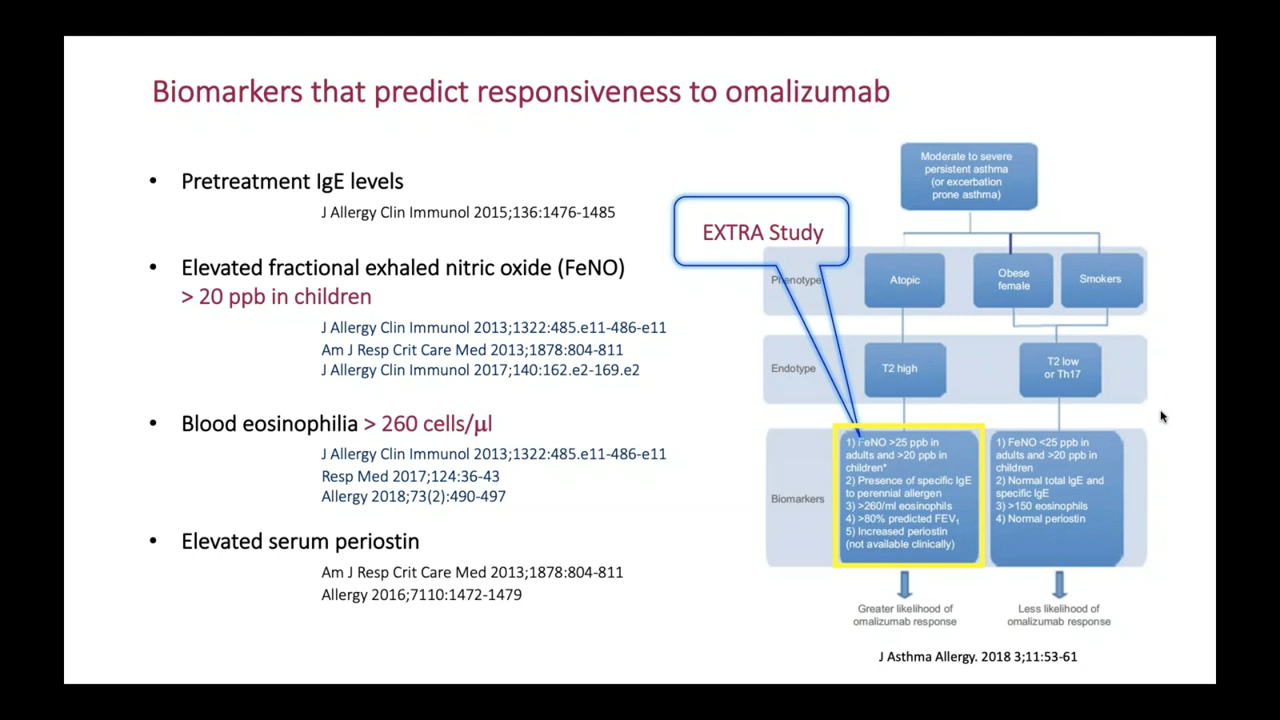 Biomarkers that predict responsiveness to omalizumab
• Pretreatment IgE levels
J Allergy Clin Immunol 2015;136:1476-1485
• Elevated fractional exhaled nitric oxide (FeNO)
> 20 ppb in children
J Allergy Clin Immunol 2013;1322:485.e11-486-e11
Am J Resp Crit Care Med 2013;1878:804-811
J Allergy Clin Immunol 2017;140:162.e2-169.e2
• Blood eosinophilia > 260 cells/μl
J Allergy Clin Immunol 2013;1322:485.e11-486-e11
Resp Med 2017;124:36-43
Allergy 2018;73(2):490-497
• Elevated serum periostin
Am J Resp Crit Care Med 2013;1878:804-811
Allergy 2016;7110:1472-1479
EXTRA Study
Moderate to severe
persistent asthma
(or excerbation
prone asthma)
Phenotype
Atopic
Obese
female
Smokers
Endotype
T2 high
T2 low
or Th17
Biomarkers
1) FeNO >25 ppb in
adults and >20 ppb in
children*
2) Presence of specific IgE
to perennial allergen
3) >260/ml eosinophils
4) >80% predicted FEV1
5) Increased periostin
(not available clinically)
1) FeNO <25 ppb in
adults and >20 ppb in
children
2) Normal total IgE and
specific IgE
3) >150 eosinophils
4) Normal periostin
Greater likelihood of
omalizumab response
Less likelihood of
omalizumab response
J Asthma Allergy. 2018 3;11:53-61